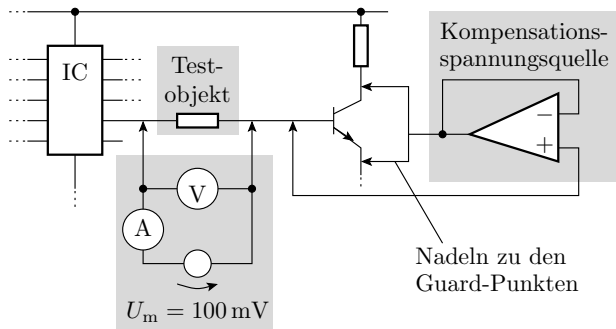 IC
Test-
objekt
Kompensations-
spannungsquelle
−
+
V
A
Nadeln zu den
Guard-Punkten
U_m = 100 mV